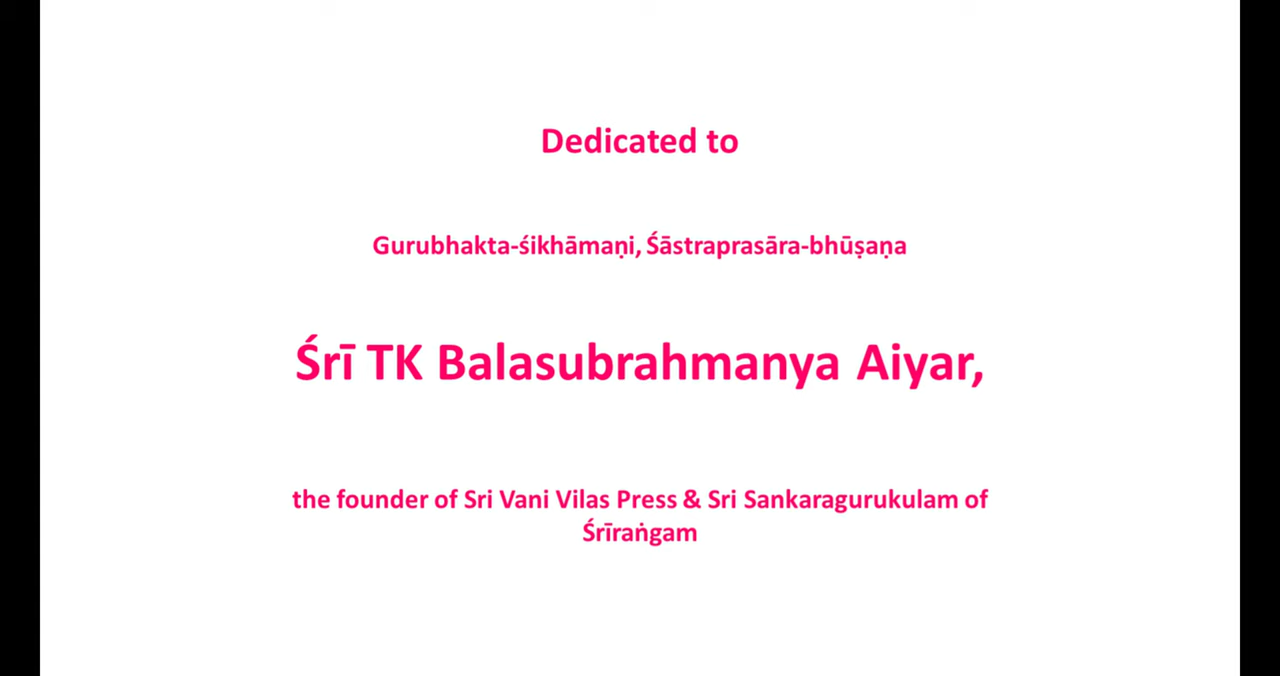 Dedicated to
Gurubhakta-śikhāmaṇi, Śāstraprasāra-bhūṣaṇa
Śrī TK Balasubrahmanya Aiyar,
the founder of Sri Vani Vilas Press & Sri Sankaragurukulam of
Śrīraṅgam